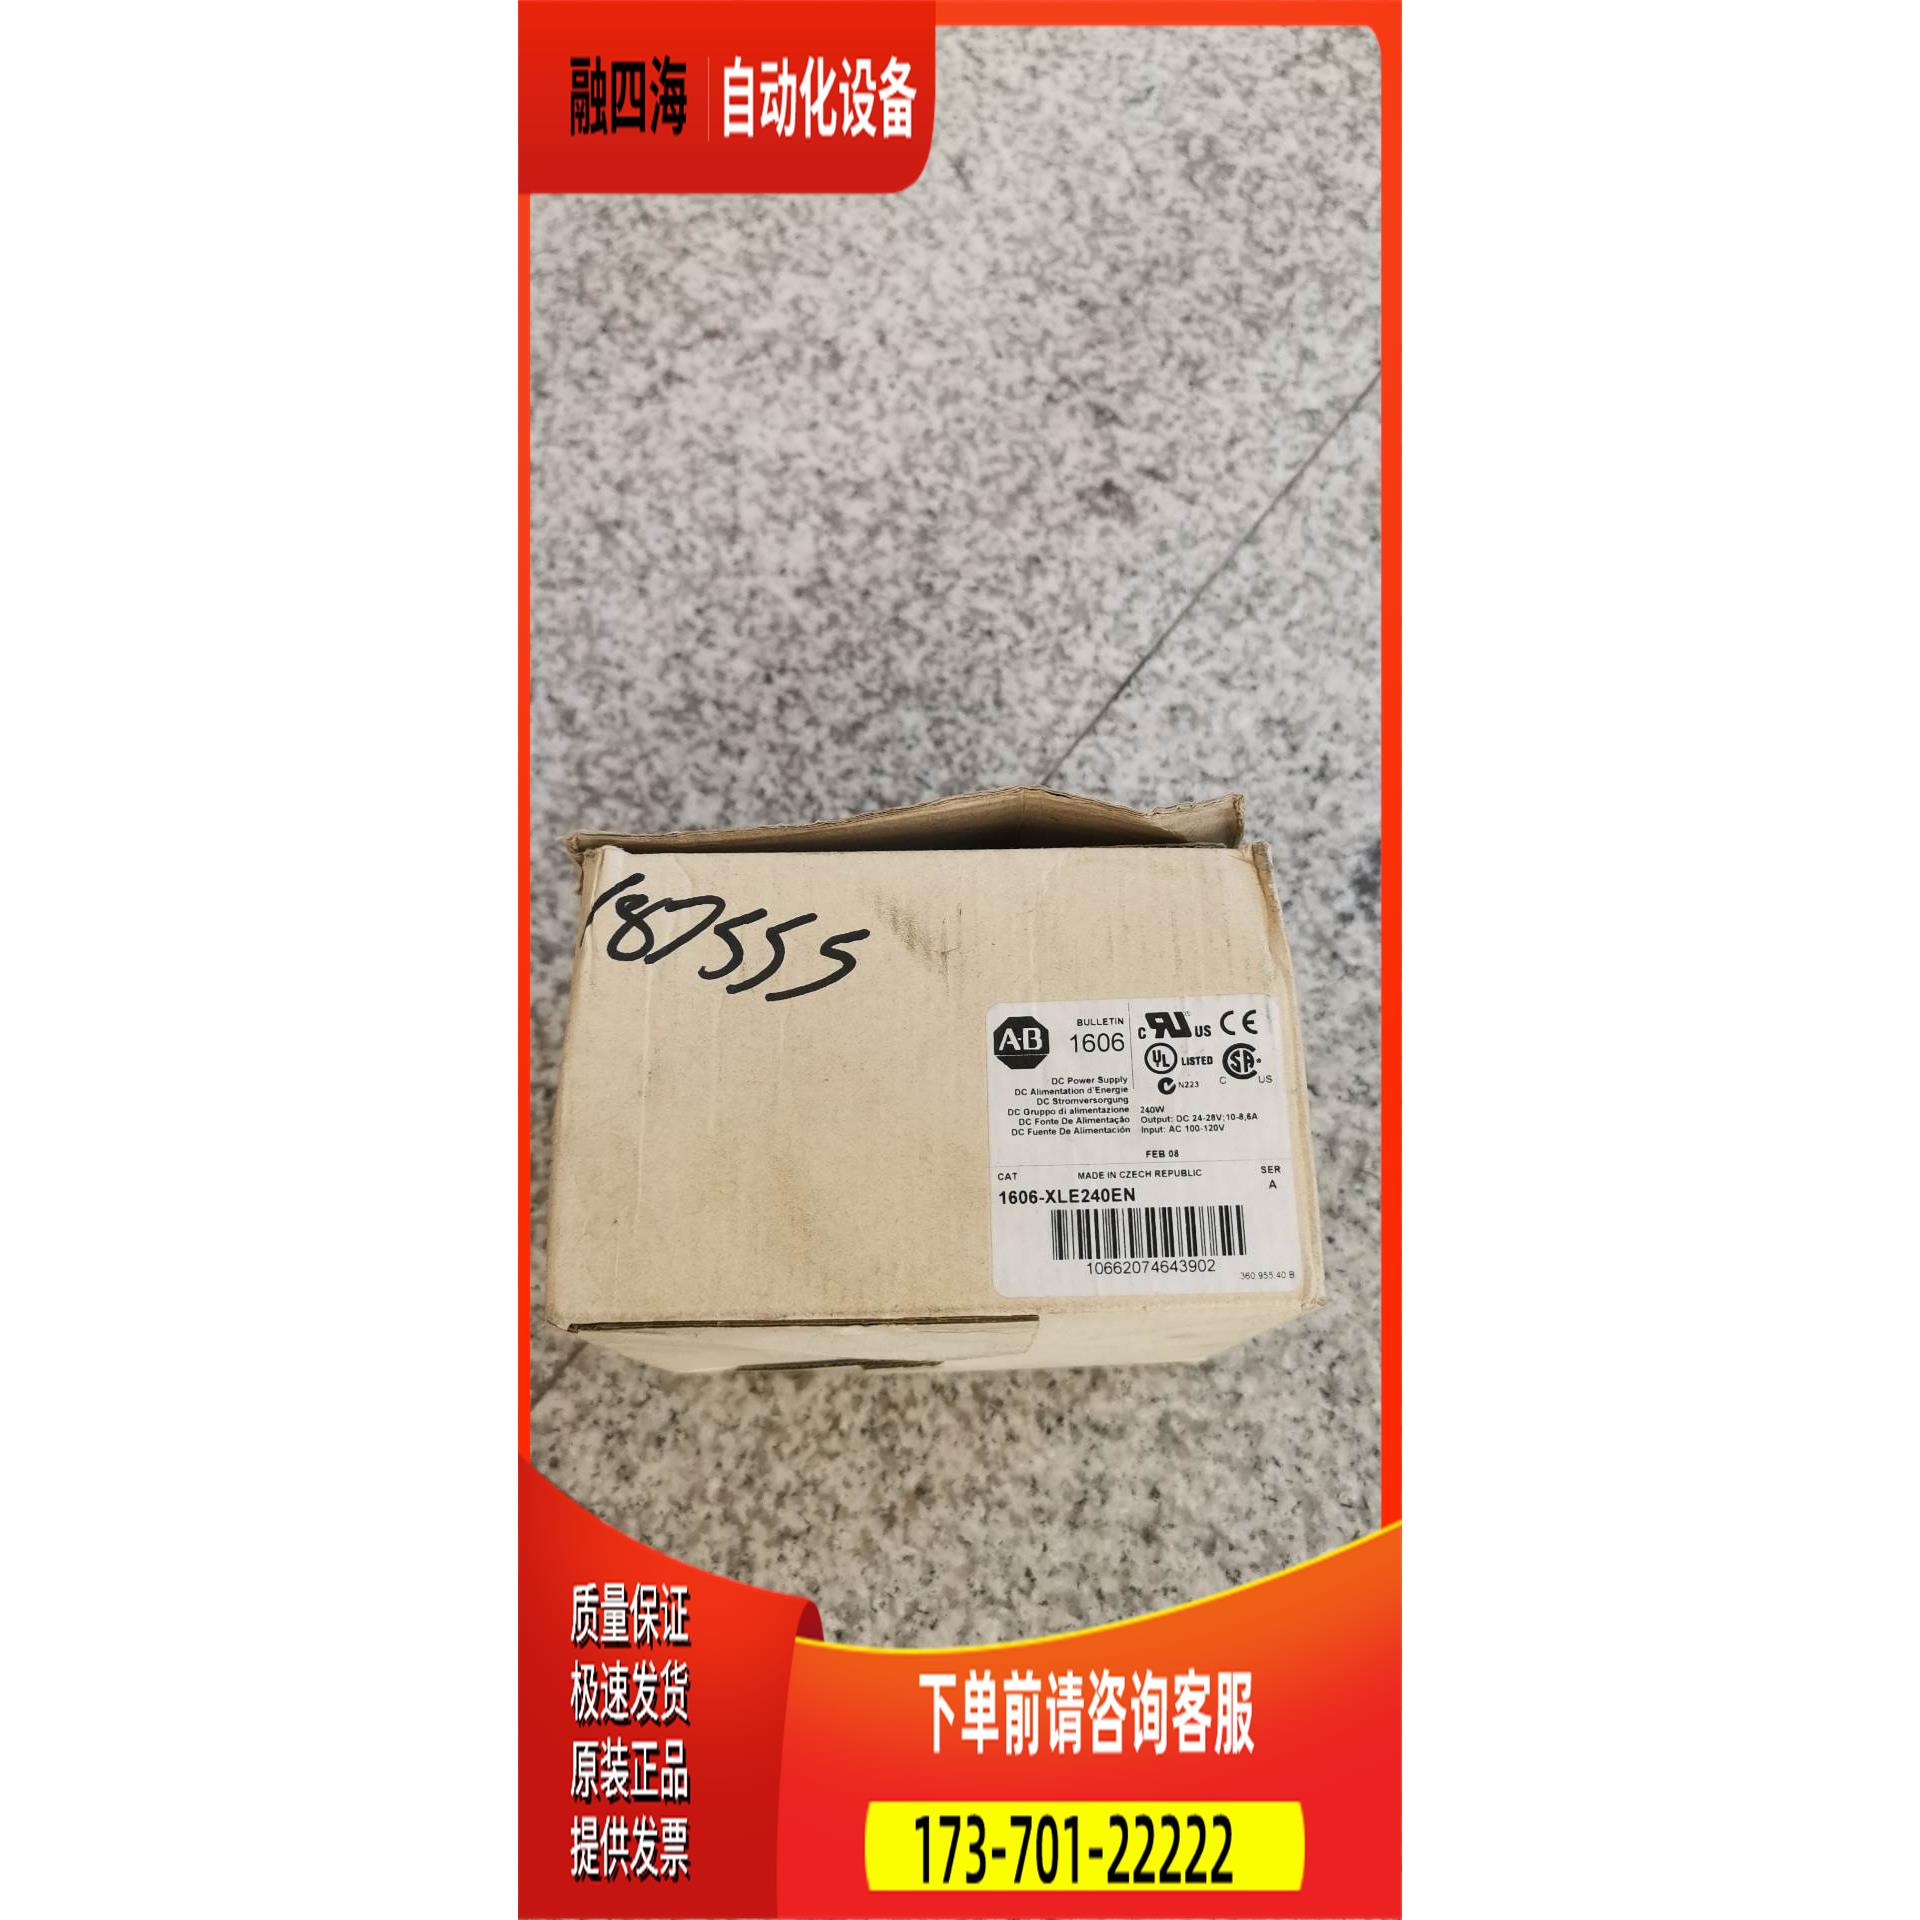 融四海 自动化设备
187555
A-B
BULLETIN
1606
C UR US CE
UL LISTED SA
N223 C US
DC Power Supply
DC Alimentation d'Energie
DC Stromversorgung
DC Gruppo di alimentazione
DC Fonte De Alimentação
DC Fuente De Alimentación
240W
Output: DC 24-28V;10-8,6A
Input: AC 100-120V
FEB 08
CAT MADE IN CZECH REPUBLIC SER
1606-XLE240EN A
10662074643902
360.955.40 B
质量保证
极速发货
原装正品
提供发票
下单前请咨询客服
173-701-22222